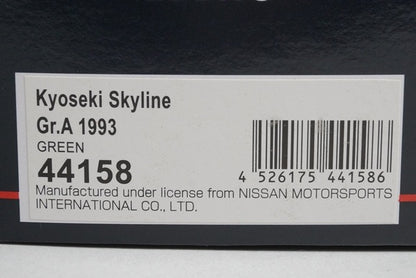 Kyoseki Skyline
Gr.A 1993
GREEN
44158
4 526175 441586
Manufactured under license from NISSAN MOTORSPORTS
INTERNATIONAL CO., LTD.